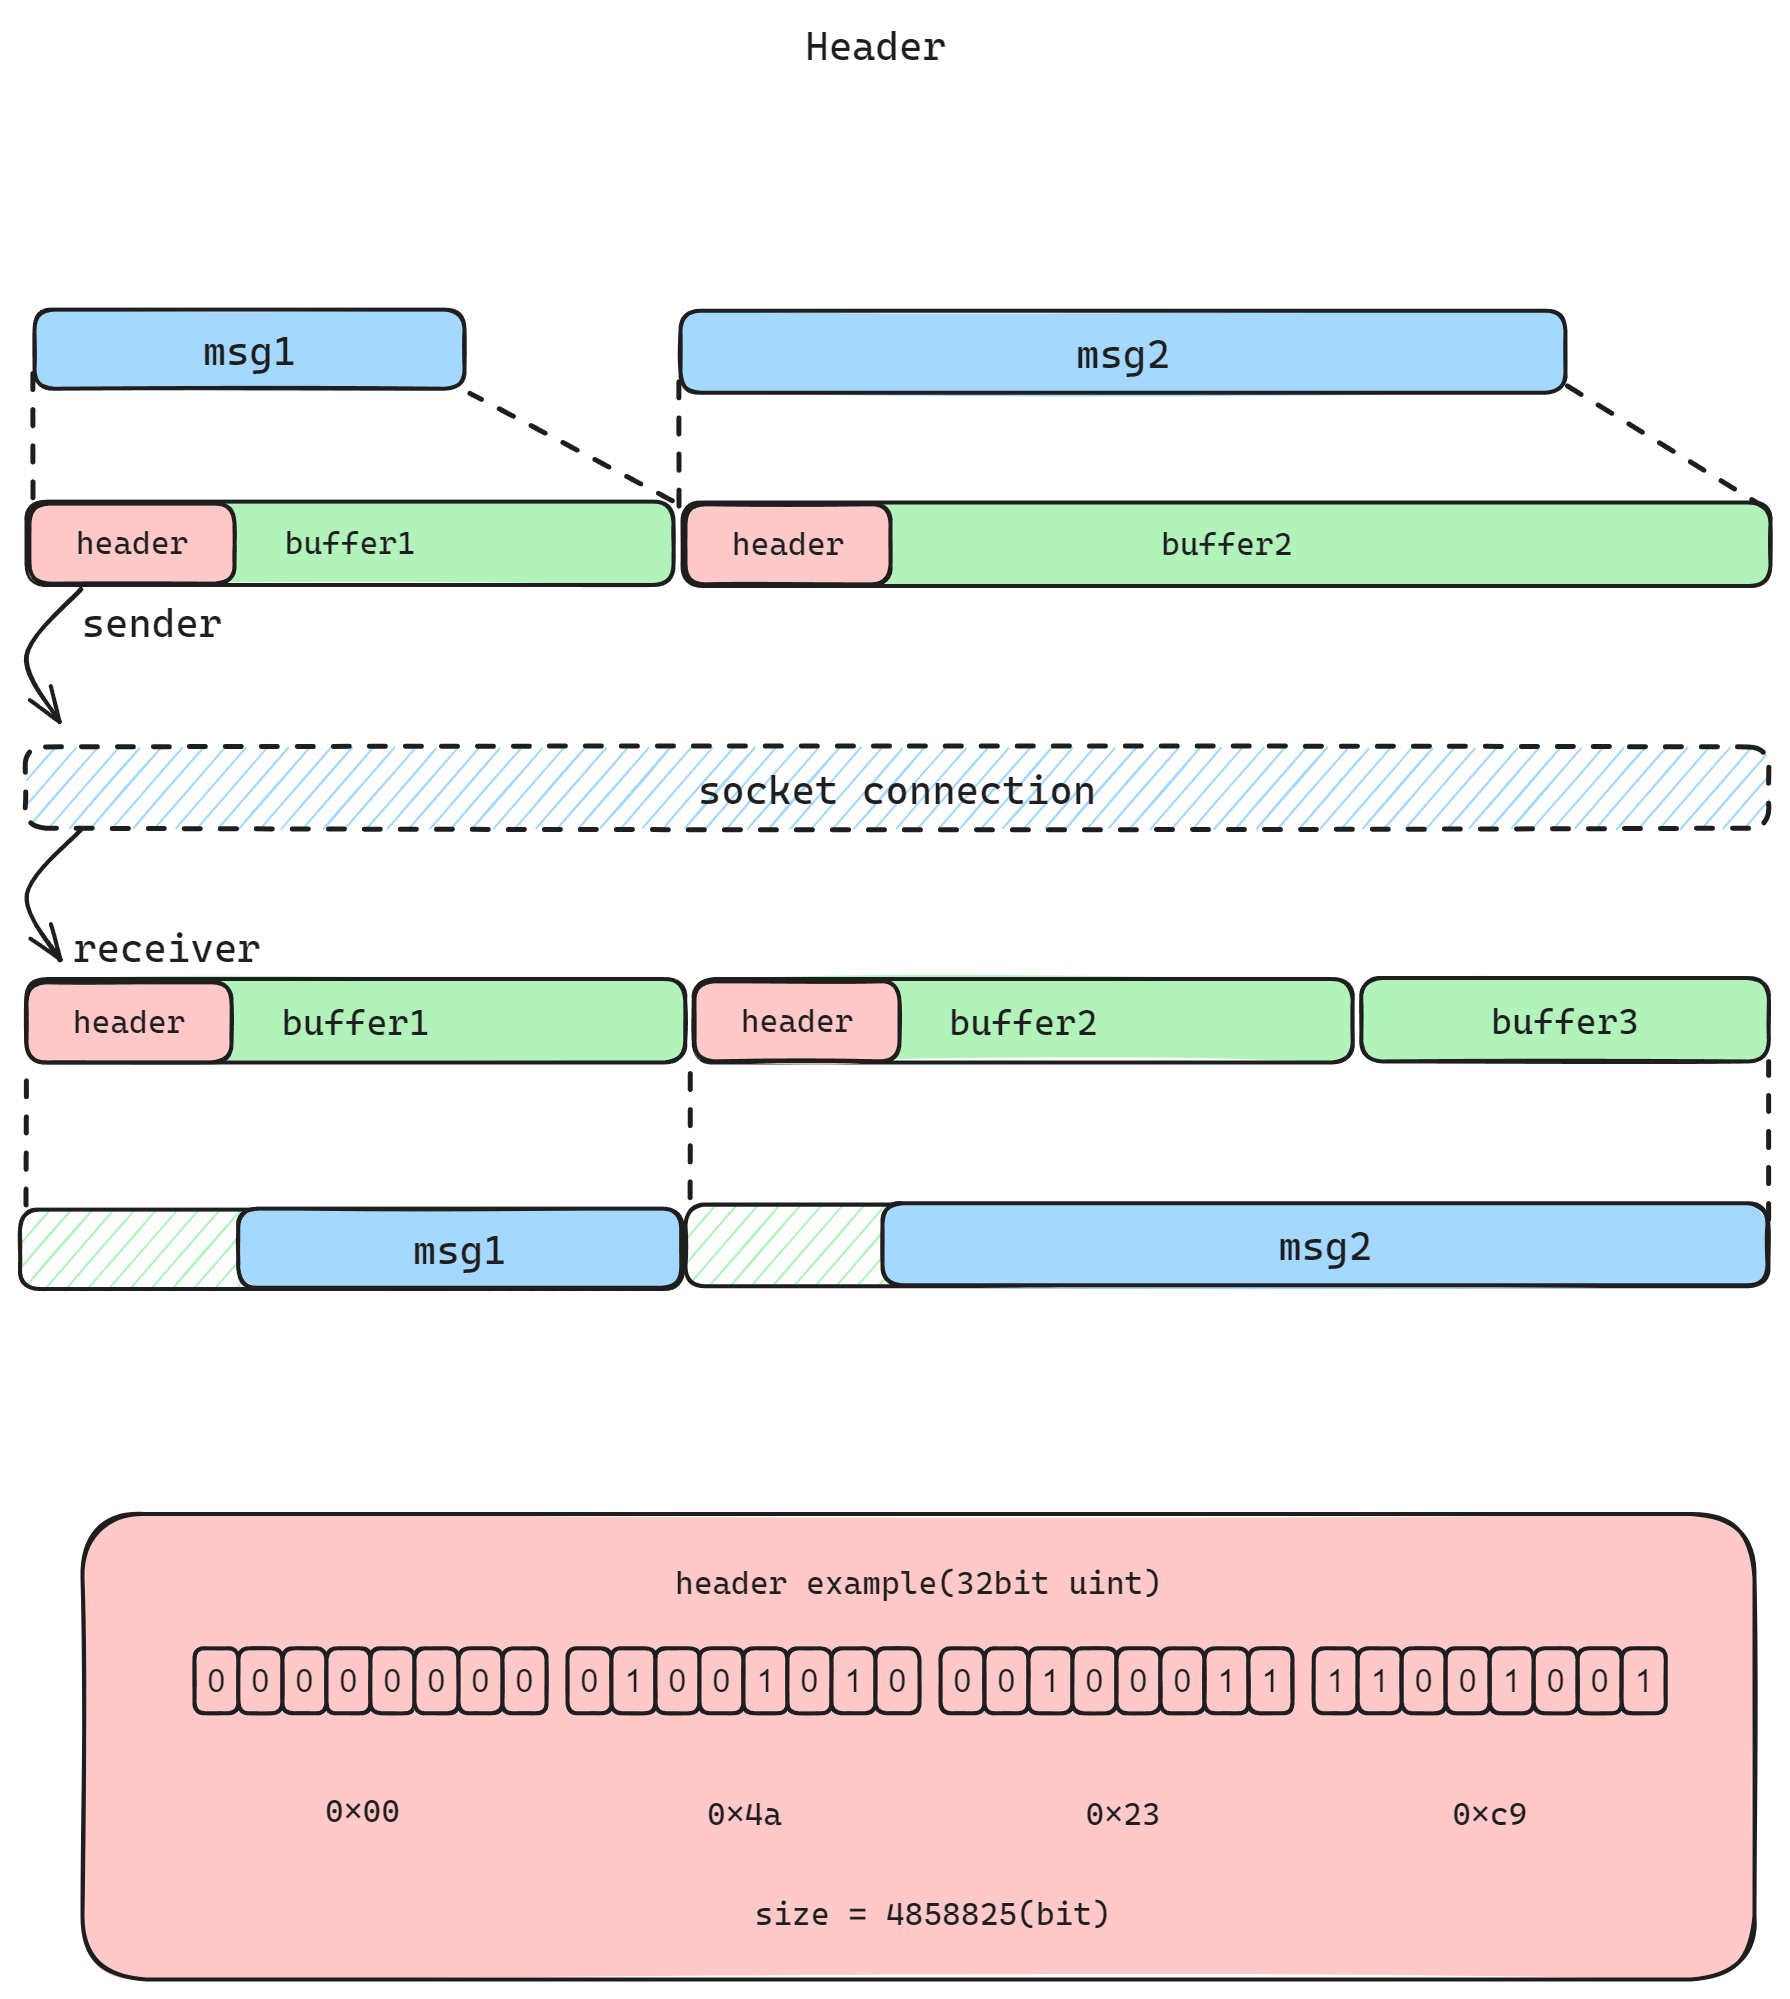 Header
msg1 msg2
header buffer1 header buffer2
sender
socket connection
receiver
header buffer1 header buffer2 buffer3
msg1 msg2
header example(32bit uint)
0 0 0 0 0 0 0 0 0 1 0 0 1 0 1 0 0 0 1 0 0 0 1 1 1 1 0 0 1 0 0 1
0×00 0×4a 0×23 0×c9
size = 4858825(bit)